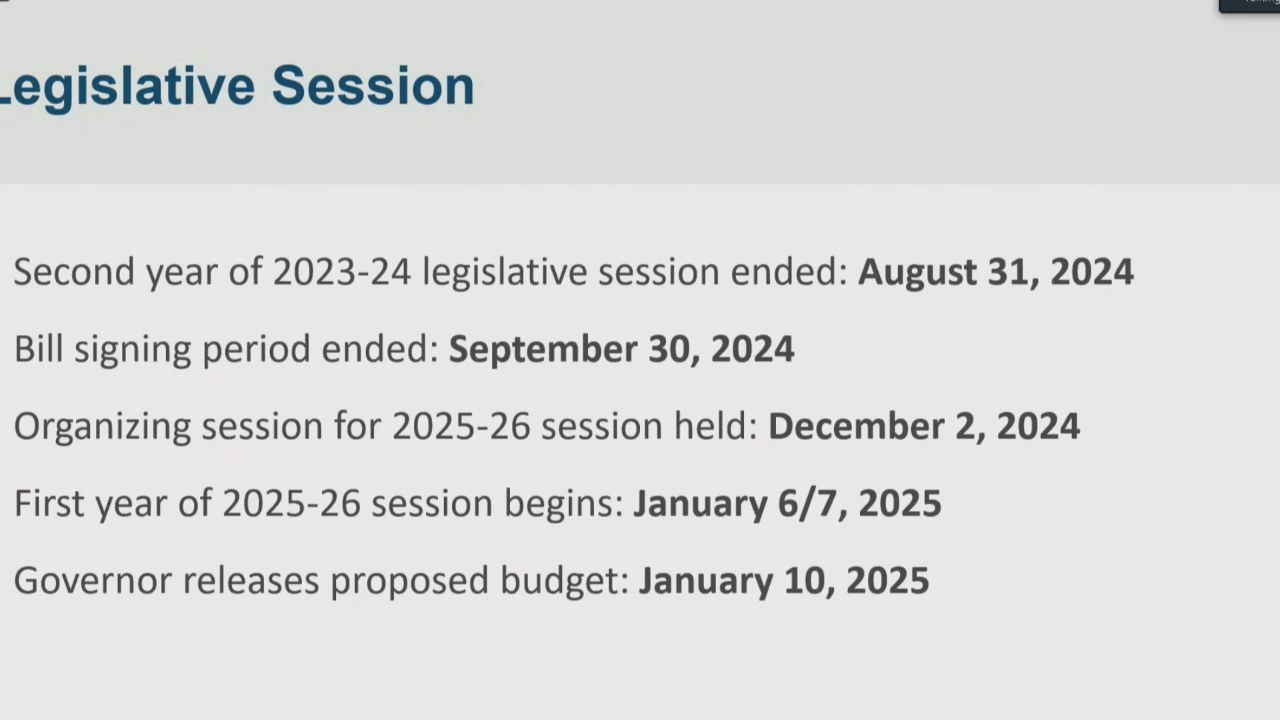 Legislative Session
Second year of 2023-24 legislative session ended: August 31, 2024
Bill signing period ended: September 30, 2024
Organizing session for 2025-26 session held: December 2, 2024
First year of 2025-26 session begins: January 6/7, 2025
Governor releases proposed budget: January 10, 2025